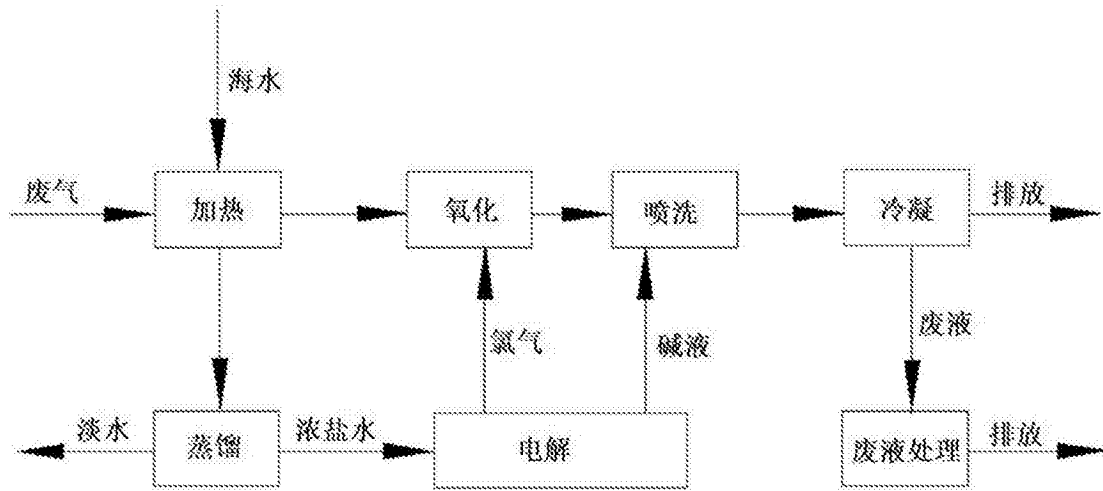 海水
废气
加热
氧化
喷洗
冷凝
排放
氯气
碱液
废液
淡水
蒸馏
浓盐水
电解
废液处理
排放